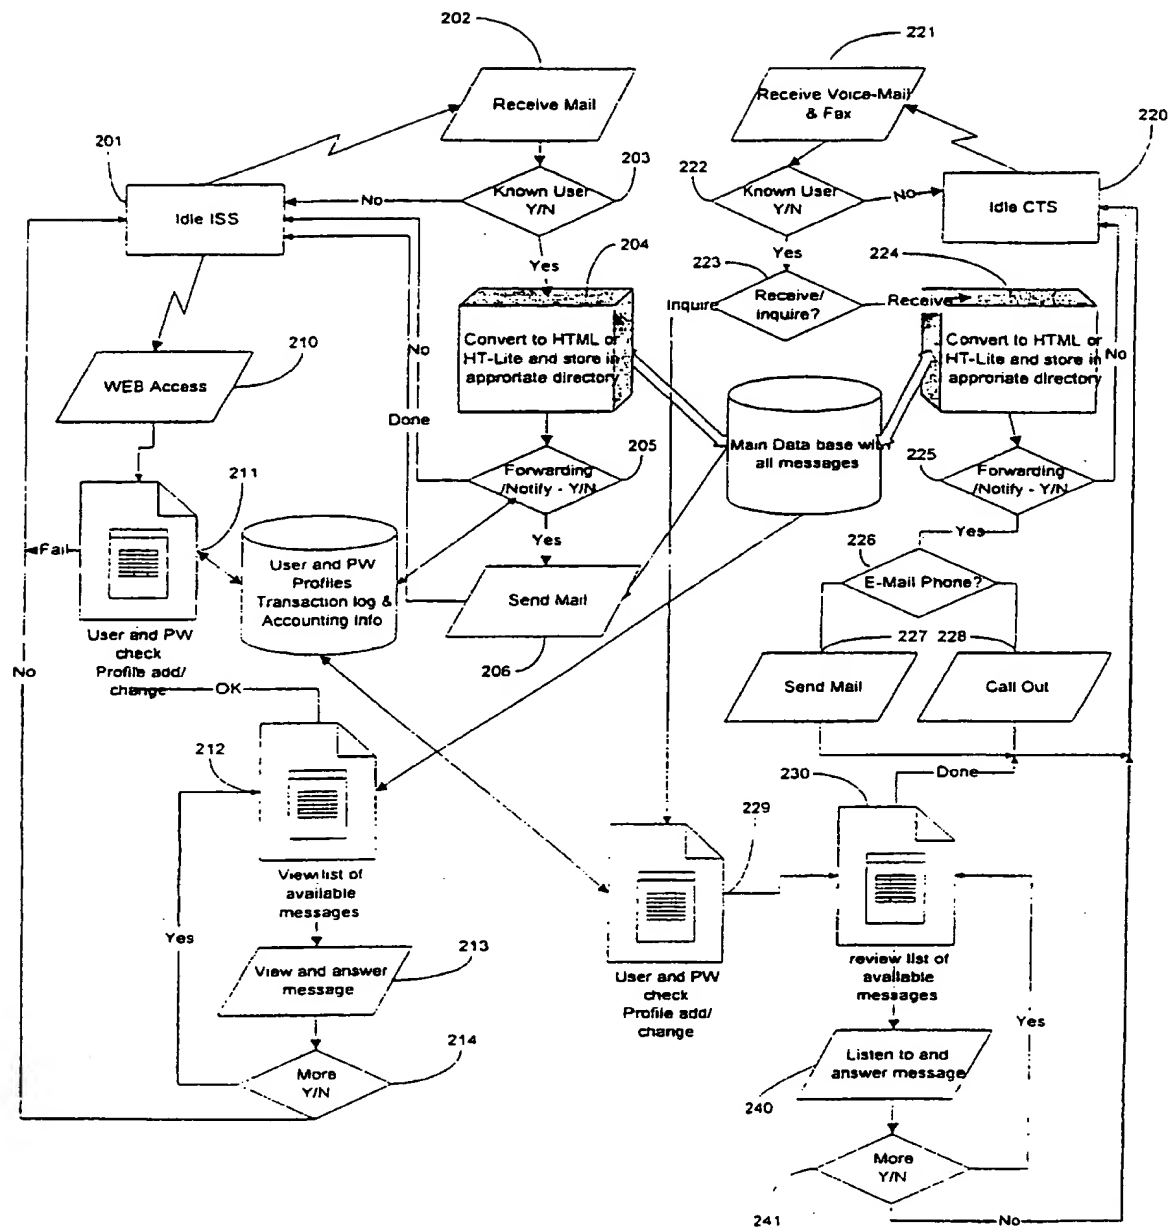 202
221
Receive Mail
Receive Voice-Mail
& Fax
220
201
203
222
Known User
Y/N
No
Known User
Y/N
No
Idle ISS
Idle CTS
Yes
204
Yes
223
224
Inquire
Receive/
inquire?
Receive
Convert to HTML or
HT-Lite and store in
approriate directory
Convert to HTML or
HT-Lite and store in
approriate directory
No
No
210
WEB Access
Done
Main Data base with
all messages
205
225
Forwarding
/Notify - Y/N
Forwarding
/Notify - Y/N
211
Yes
Yes
226
E-Mail Phone?
Fail
User and PW
Profiles
Transaction log &
Accounting Info
Send Mail
227 228
User and PW
check
Profile add/
change
No
OK
206
Send Mail
Call Out
212
230
Done
229
View list of
available
messages
Yes
213
View and answer
message
User and PW
check
Profile add/
change
review list of
available
messages
Yes
214
More
Y/N
Listen to and
answer message
240
More
Y/N
241
No